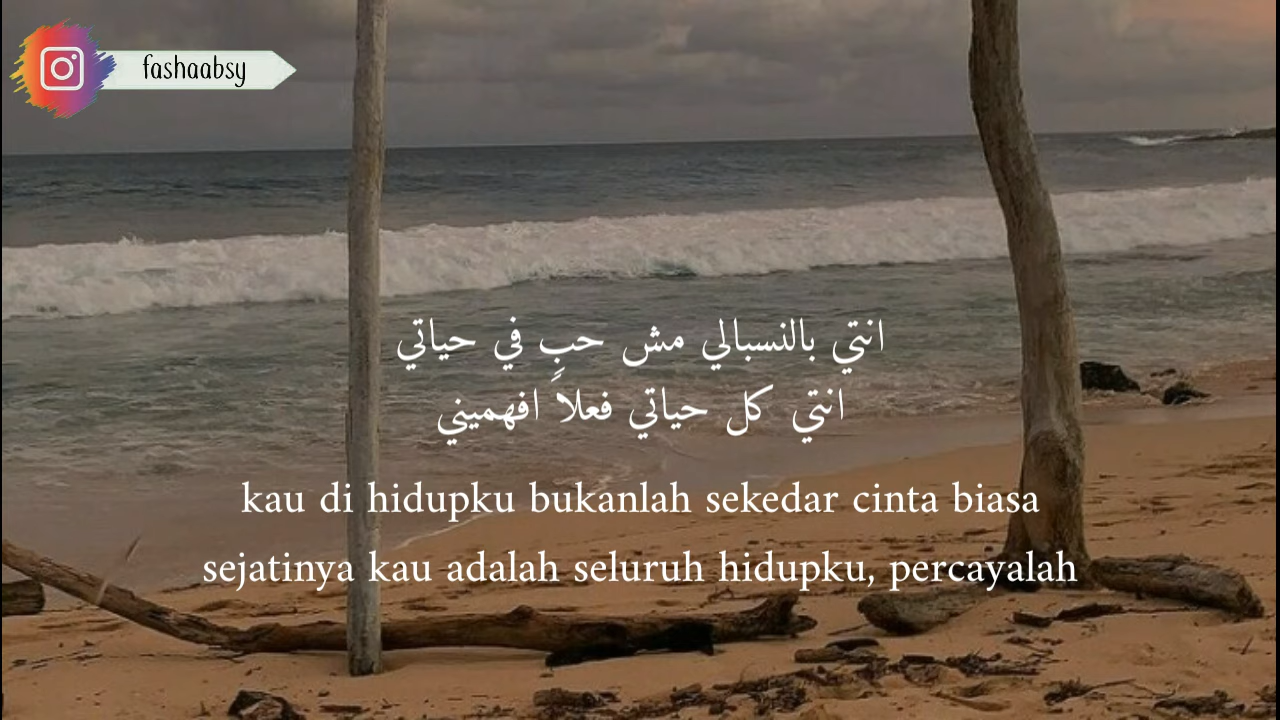 fashaabsy
انتي بالنسبالي مش حبٍ في حياتي
انتي كل حياتي فعلاً افهميني
kau di hidupku bukanlah sekedar cinta biasa
sejatinya kau adalah seluruh hidupku, percayalah